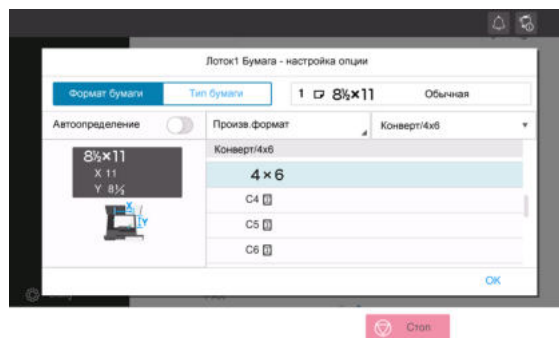 Лоток1 Бумага - настройка опции
Формат бумаги Тип бумаги 1 8½×11 Обычная
Автоопределение Произв.формат Конверт/4x6
8½×11
X 11
Y 8½
X
Y
Конверт/4x6
4×6
C4
C5
C6
OK
Стоп